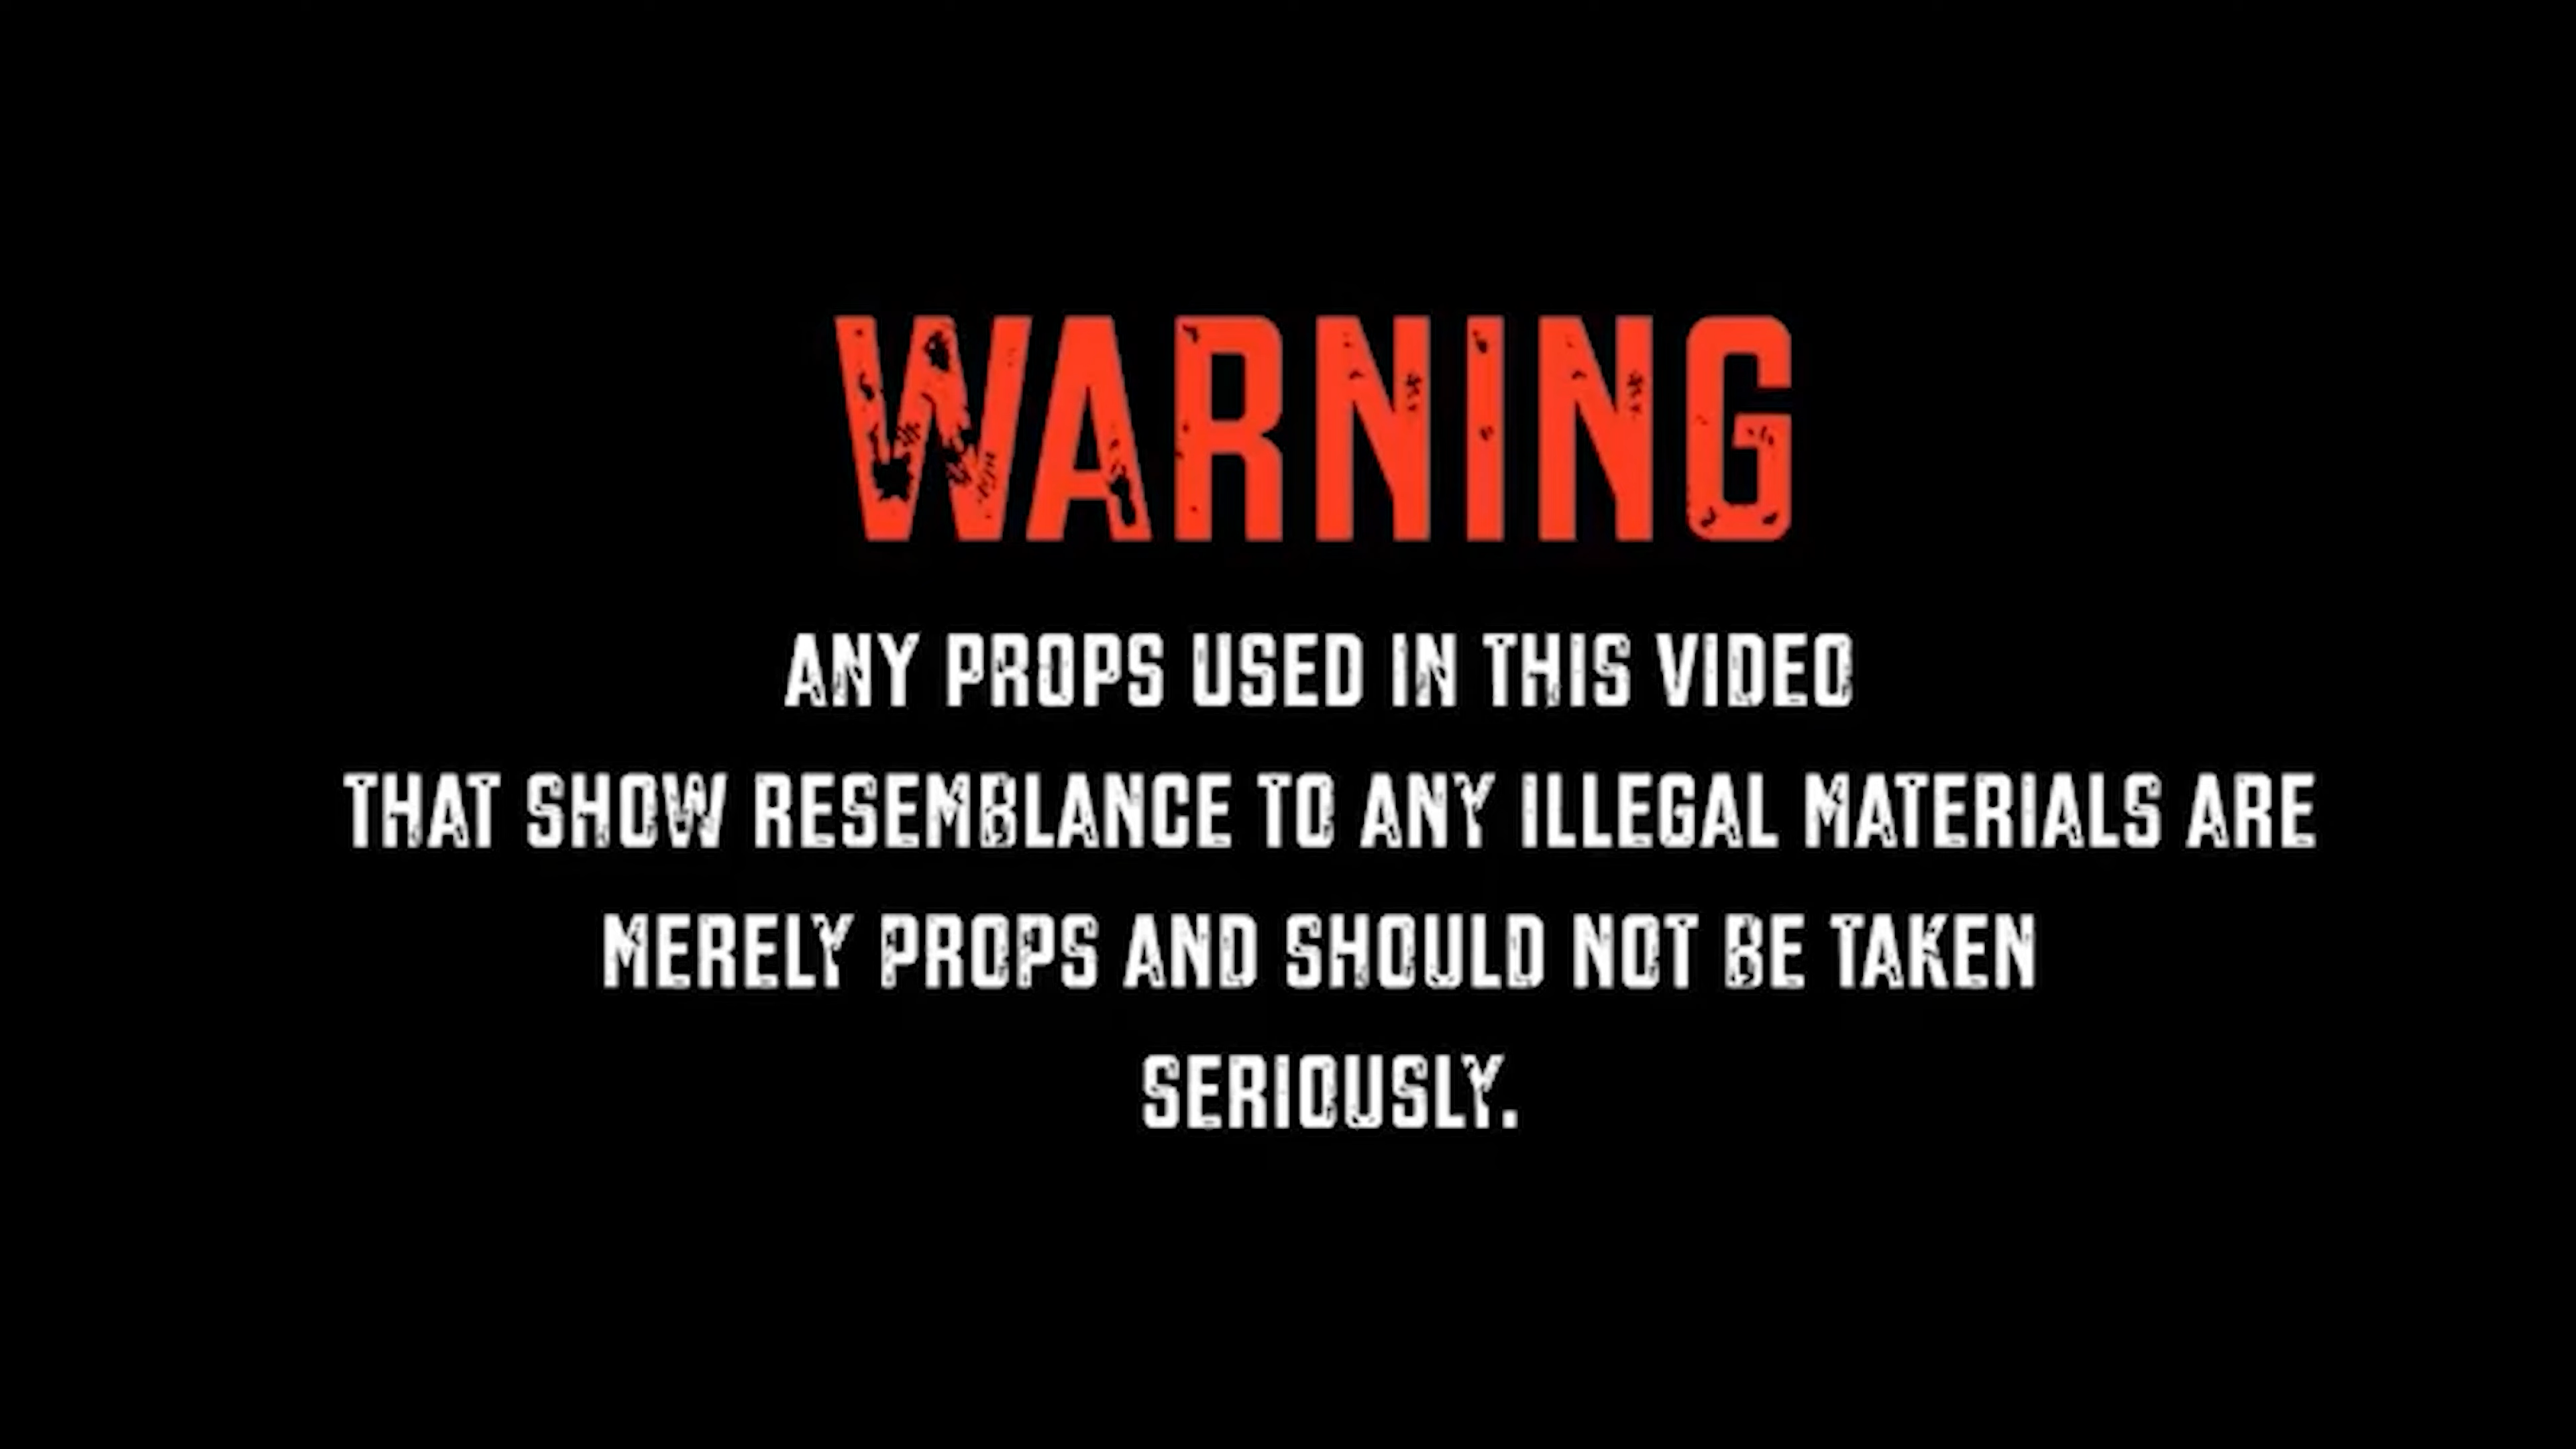 WARNING
ANY PROPS USED IN THIS VIDEO
THAT SHOW RESEMBLANCE TO ANY ILLEGAL MATERIALS ARE
MERELY PROPS AND SHOULD NOT BE TAKEN
SERIOUSLY.